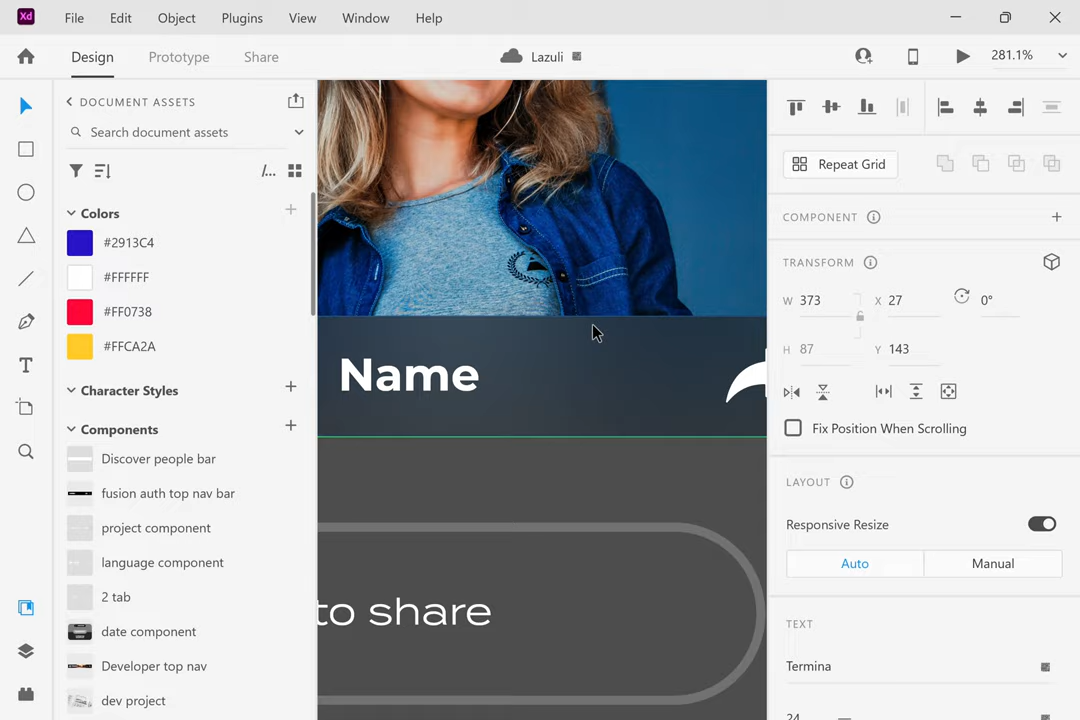 Xd File Edit Object Plugins View Window Help
Design Prototype Share Lazuli 281.1%
DOCUMENT ASSETS
Search document assets
/...
Repeat Grid
Colors
#2913C4
#FFFFFF
#FF0738
#FFCA2A
Character Styles
Components
Discover people bar
fusion auth top nav bar
project component
language component
2 tab
date component
Developer top nav
dev project
Name
to share
COMPONENT
TRANSFORM
W 373 X 27 0°
H 87 Y 143
Fix Position When Scrolling
LAYOUT
Responsive Resize
Auto Manual
TEXT
Termina
24